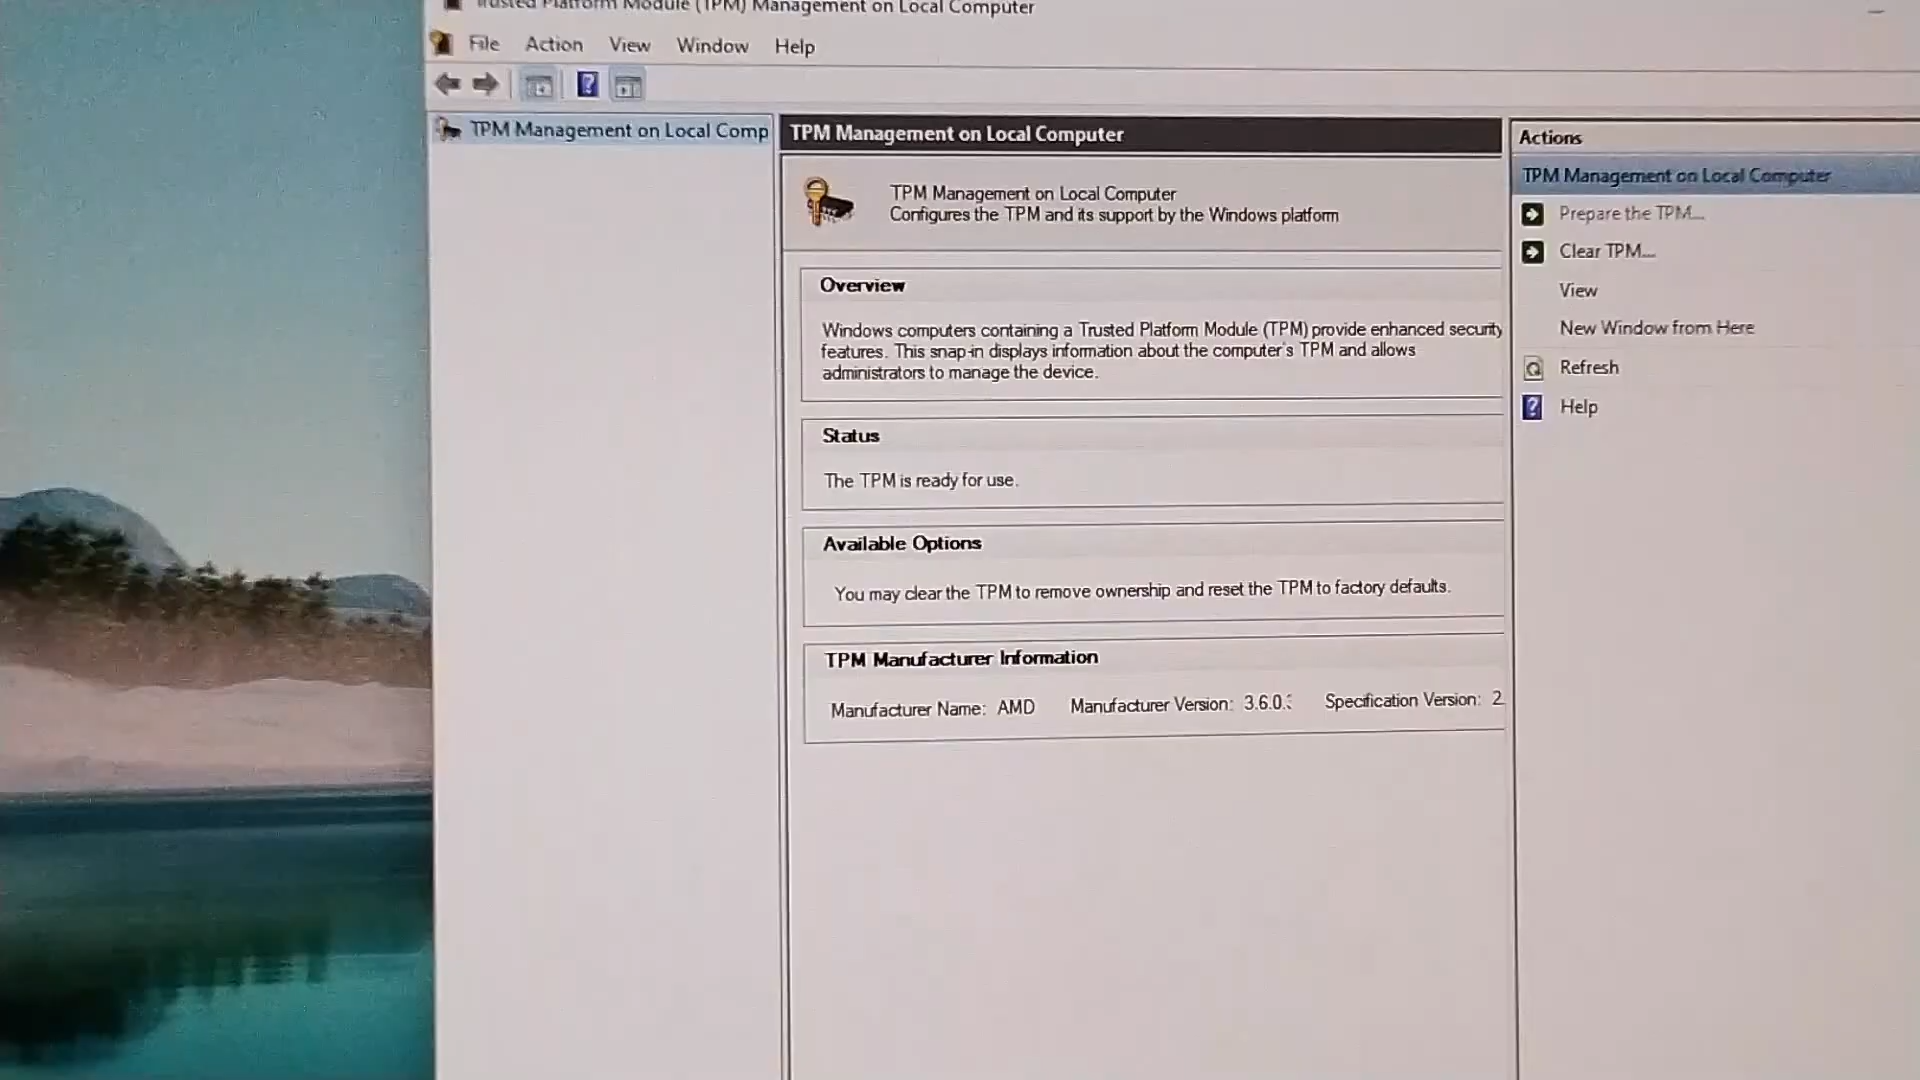 Trusted Platform Module (TPM) Management on Local Computer
File Action View Window Help
TPM Management on Local Comp
TPM Management on Local Computer
TPM Management on Local Computer
Configures the TPM and its support by the Windows platform
Overview
Windows computers containing a Trusted Platform Module (TPM) provide enhanced security
features. This snap-in displays information about the computer's TPM and allows
administrators to manage the device.
Status
The TPM is ready for use.
Available Options
You may clear the TPM to remove ownership and reset the TPM to factory defaults.
TPM Manufacturer Information
Manufacturer Name: AMD Manufacturer Version: 3.6.0. Specification Version: 2.
Actions
TPM Management on Local Computer
Prepare the TPM...
Clear TPM...
View
New Window from Here
Refresh
Help